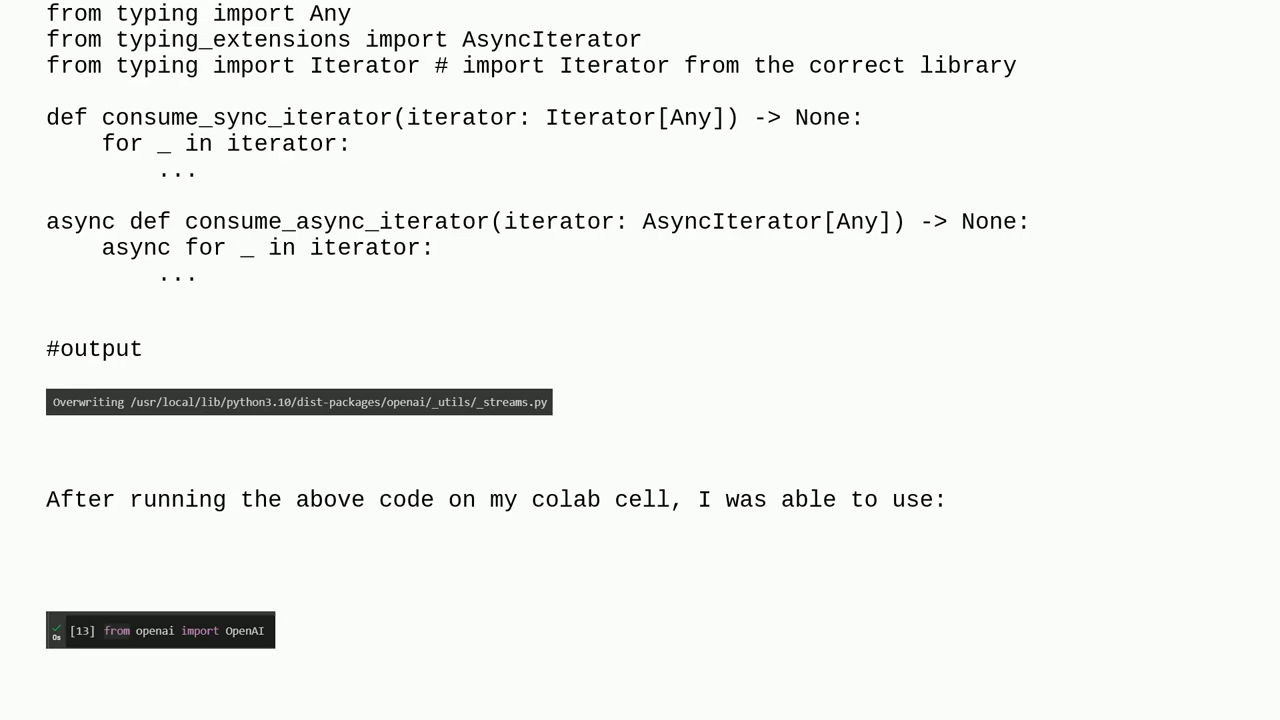 from typing import Any
from typing_extensions import AsyncIterator
from typing import Iterator # import Iterator from the correct library
def consume_sync_iterator(iterator: Iterator[Any]) -> None:
    for _ in iterator:
        ...
async def consume_async_iterator(iterator: AsyncIterator[Any]) -> None:
    async for _ in iterator:
        ...
#output
Overwriting /usr/local/lib/python3.10/dist-packages/openai/_utils/_streams.py
After running the above code on my colab cell, I was able to use:
✓ 0s [13] from openai import OpenAI